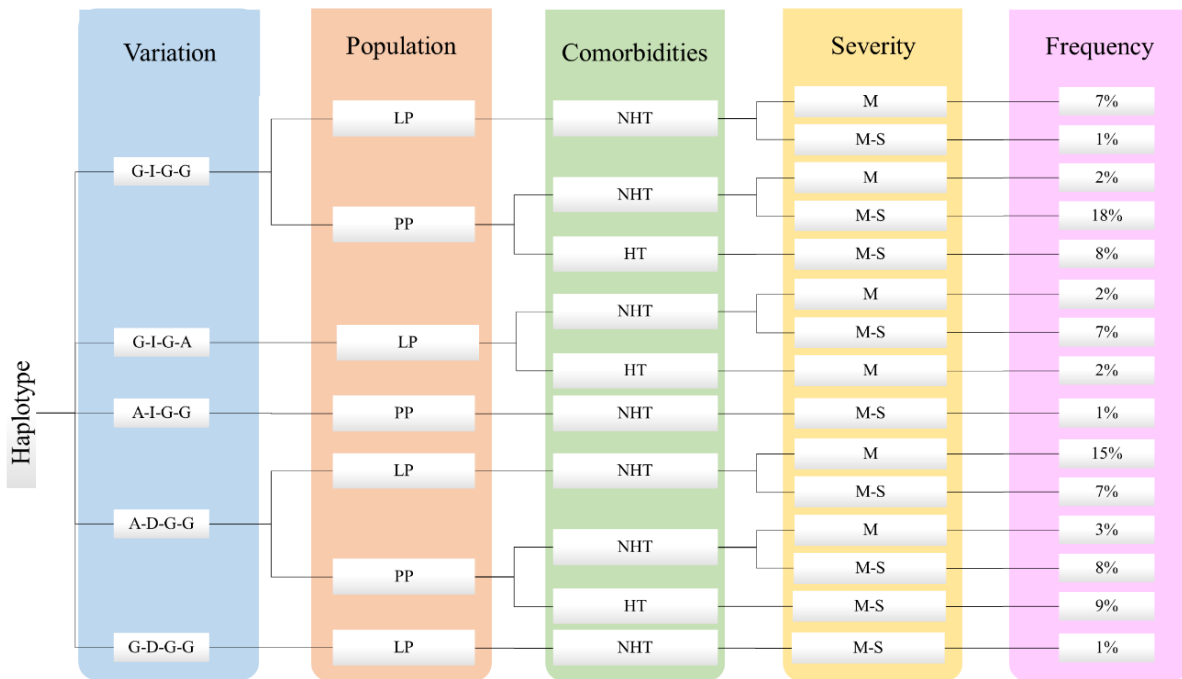 Variation
Population
Comorbidities
Severity
Frequency
Haplotype
G-I-G-G
LP
NHT
M
7%
M-S
1%
PP
NHT
M
2%
M-S
18%
HT
M-S
8%
G-I-G-A
LP
NHT
M
2%
M-S
7%
HT
M
2%
A-I-G-G
PP
NHT
M-S
1%
A-D-G-G
LP
NHT
M
15%
M-S
7%
PP
NHT
M
3%
M-S
8%
HT
M-S
9%
G-D-G-G
LP
NHT
M-S
1%